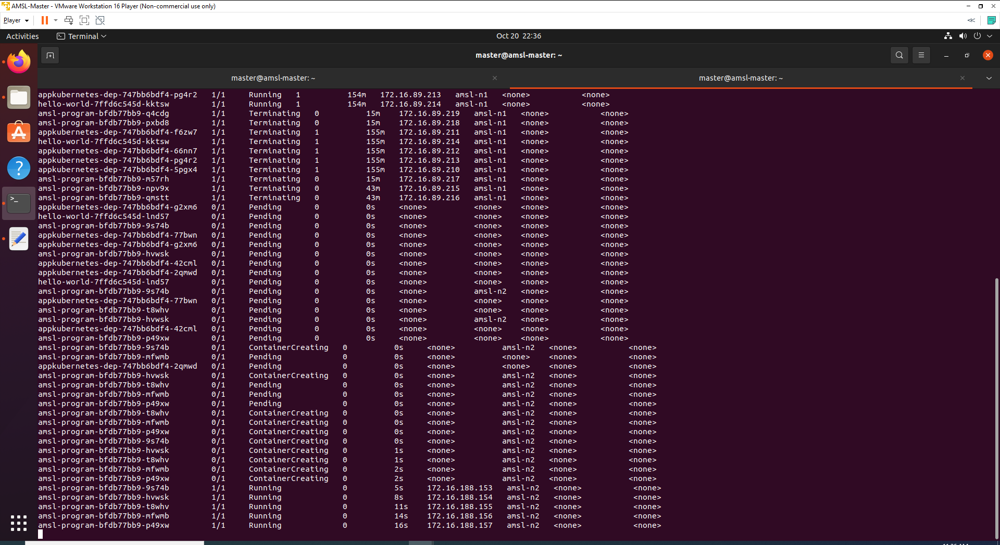 AMSL-Master - VMware Workstation 16 Player (Non-commercial use only)
Player
Activities Terminal Oct 20 22:36
master@amsl-master: ~
master@amsl-master: ~ master@amsl-master: ~
appkubernetes-dep-747bb6bdf4-pg4r2 1/1 Running 1 154m 172.16.89.213 amsl-n1 <none> <none>
hello-world-7ffd6c545d-kktsw 1/1 Running 1 154m 172.16.89.214 amsl-n1 <none> <none>
amsl-program-bfdb77bb9-q4cdg 1/1 Terminating 0 15m 172.16.89.219 amsl-n1 <none> <none>
amsl-program-bfdb77bb9-pxbd8 1/1 Terminating 0 15m 172.16.89.218 amsl-n1 <none> <none>
appkubernetes-dep-747bb6bdf4-f6zw7 1/1 Terminating 1 155m 172.16.89.211 amsl-n1 <none> <none>
hello-world-7ffd6c545d-kktsw 1/1 Terminating 1 155m 172.16.89.214 amsl-n1 <none> <none>
appkubernetes-dep-747bb6bdf4-66nn7 1/1 Terminating 1 155m 172.16.89.212 amsl-n1 <none> <none>
appkubernetes-dep-747bb6bdf4-pg4r2 1/1 Terminating 1 155m 172.16.89.213 amsl-n1 <none> <none>
appkubernetes-dep-747bb6bdf4-5pgx4 1/1 Terminating 1 155m 172.16.89.210 amsl-n1 <none> <none>
amsl-program-bfdb77bb9-m57rh 1/1 Terminating 0 15m 172.16.89.217 amsl-n1 <none> <none>
amsl-program-bfdb77bb9-npv9x 1/1 Terminating 0 43m 172.16.89.215 amsl-n1 <none> <none>
amsl-program-bfdb77bb9-qmstt 1/1 Terminating 0 43m 172.16.89.216 amsl-n1 <none> <none>
appkubernetes-dep-747bb6bdf4-g2xm6 0/1 Pending 0 0s <none> <none> <none> <none>
hello-world-7ffd6c545d-lnd57 0/1 Pending 0 0s <none> <none> <none> <none>
amsl-program-bfdb77bb9-9s74b 0/1 Pending 0 0s <none> <none> <none> <none>
appkubernetes-dep-747bb6bdf4-77bwn 0/1 Pending 0 0s <none> <none> <none> <none>
appkubernetes-dep-747bb6bdf4-g2xm6 0/1 Pending 0 0s <none> <none> <none> <none>
amsl-program-bfdb77bb9-hvwsk 0/1 Pending 0 0s <none> <none> <none> <none>
appkubernetes-dep-747bb6bdf4-42cml 0/1 Pending 0 0s <none> <none> <none> <none>
appkubernetes-dep-747bb6bdf4-2qmwd 0/1 Pending 0 0s <none> <none> <none> <none>
hello-world-7ffd6c545d-lnd57 0/1 Pending 0 0s <none> <none> <none> <none>
amsl-program-bfdb77bb9-9s74b 0/1 Pending 0 0s <none> amsl-n2 <none> <none>
appkubernetes-dep-747bb6bdf4-77bwn 0/1 Pending 0 0s <none> <none> <none> <none>
amsl-program-bfdb77bb9-t8whv 0/1 Pending 0 0s <none> <none> <none> <none>
amsl-program-bfdb77bb9-hvwsk 0/1 Pending 0 0s <none> amsl-n2 <none> <none>
appkubernetes-dep-747bb6bdf4-42cml 0/1 Pending 0 0s <none> <none> <none> <none>
amsl-program-bfdb77bb9-p49xw 0/1 Pending 0 0s <none> <none> <none> <none>
amsl-program-bfdb77bb9-9s74b 0/1 ContainerCreating 0 0s <none> amsl-n2 <none> <none>
amsl-program-bfdb77bb9-mfwmb 0/1 Pending 0 0s <none> <none> <none> <none>
appkubernetes-dep-747bb6bdf4-2qmwd 0/1 Pending 0 0s <none> <none> <none> <none>
amsl-program-bfdb77bb9-hvwsk 0/1 ContainerCreating 0 0s <none> amsl-n2 <none> <none>
amsl-program-bfdb77bb9-t8whv 0/1 Pending 0 0s <none> amsl-n2 <none> <none>
amsl-program-bfdb77bb9-mfwmb 0/1 Pending 0 0s <none> amsl-n2 <none> <none>
amsl-program-bfdb77bb9-p49xw 0/1 Pending 0 0s <none> amsl-n2 <none> <none>
amsl-program-bfdb77bb9-t8whv 0/1 ContainerCreating 0 0s <none> amsl-n2 <none> <none>
amsl-program-bfdb77bb9-mfwmb 0/1 ContainerCreating 0 0s <none> amsl-n2 <none> <none>
amsl-program-bfdb77bb9-p49xw 0/1 ContainerCreating 0 0s <none> amsl-n2 <none> <none>
amsl-program-bfdb77bb9-9s74b 0/1 ContainerCreating 0 0s <none> amsl-n2 <none> <none>
amsl-program-bfdb77bb9-hvwsk 0/1 ContainerCreating 0 1s <none> amsl-n2 <none> <none>
amsl-program-bfdb77bb9-t8whv 0/1 ContainerCreating 0 1s <none> amsl-n2 <none> <none>
amsl-program-bfdb77bb9-mfwmb 0/1 ContainerCreating 0 2s <none> amsl-n2 <none> <none>
amsl-program-bfdb77bb9-p49xw 0/1 ContainerCreating 0 2s <none> amsl-n2 <none> <none>
amsl-program-bfdb77bb9-9s74b 1/1 Running 0 5s 172.16.188.153 amsl-n2 <none> <none>
amsl-program-bfdb77bb9-hvwsk 1/1 Running 0 8s 172.16.188.154 amsl-n2 <none> <none>
amsl-program-bfdb77bb9-t8whv 1/1 Running 0 11s 172.16.188.155 amsl-n2 <none> <none>
amsl-program-bfdb77bb9-mfwmb 1/1 Running 0 14s 172.16.188.156 amsl-n2 <none> <none>
amsl-program-bfdb77bb9-p49xw 1/1 Running 0 16s 172.16.188.157 amsl-n2 <none> <none>